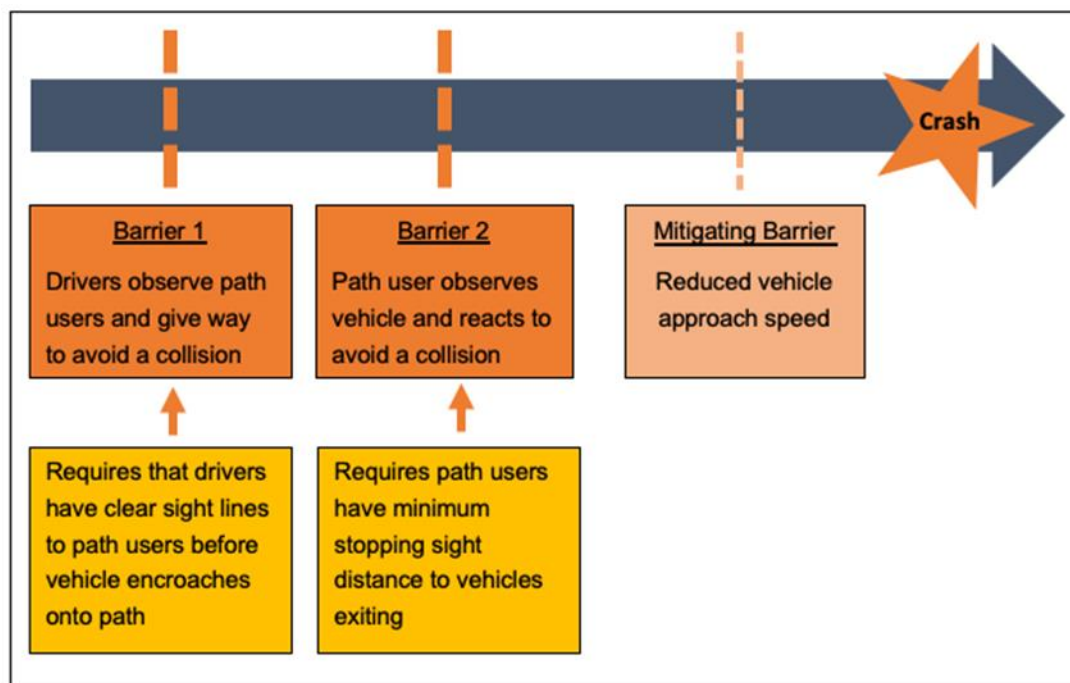 Crash
Barrier 1
Drivers observe path
users and give way
to avoid a collision
Barrier 2
Path user observes
vehicle and reacts to
avoid a collision
Mitigating Barrier
Reduced vehicle
approach speed
Requires that drivers
have clear sight lines
to path users before
vehicle encroaches
onto path
Requires path users
have minimum
stopping sight
distance to vehicles
exiting